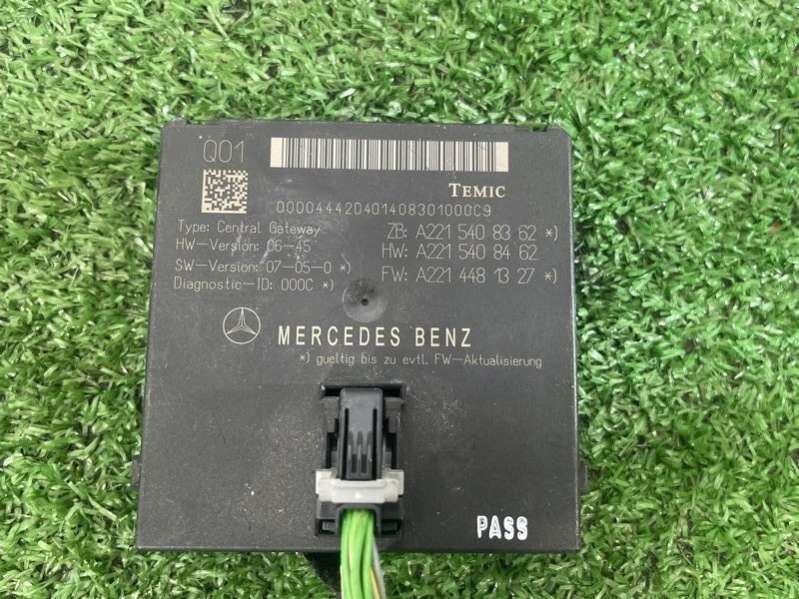 Q01
TEMIC
00004442D401408301000C9
Type: Central Gateway
ZB: A221 540 83 62 *)
HW-Version: 06-45
HW: A221 540 84 62
SW-Version: 07-05-0 *)
FW: A221 448 13 27 *)
Diagnostic-ID: 000C *)
MERCEDES BENZ
*) gueltig bis zu evtl. FW-Aktualisierung
PASS